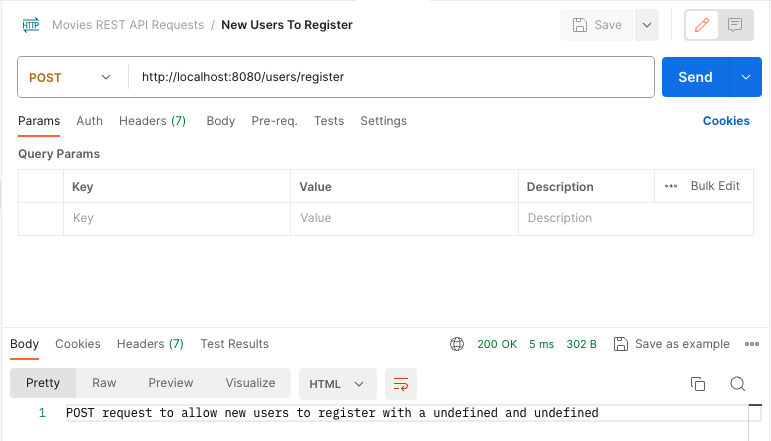 HTTP Movies REST API Requests / New Users To Register Save
POST http://localhost:8080/users/register Send
Params Auth Headers (7) Body Pre-req. Tests Settings Cookies
Query Params
Key Value Description ••• Bulk Edit
Key Value Description
Body Cookies Headers (7) Test Results 200 OK 5 ms 302 B Save as example •••
Pretty Raw Preview Visualize HTML
1 POST request to allow new users to register with a undefined and undefined